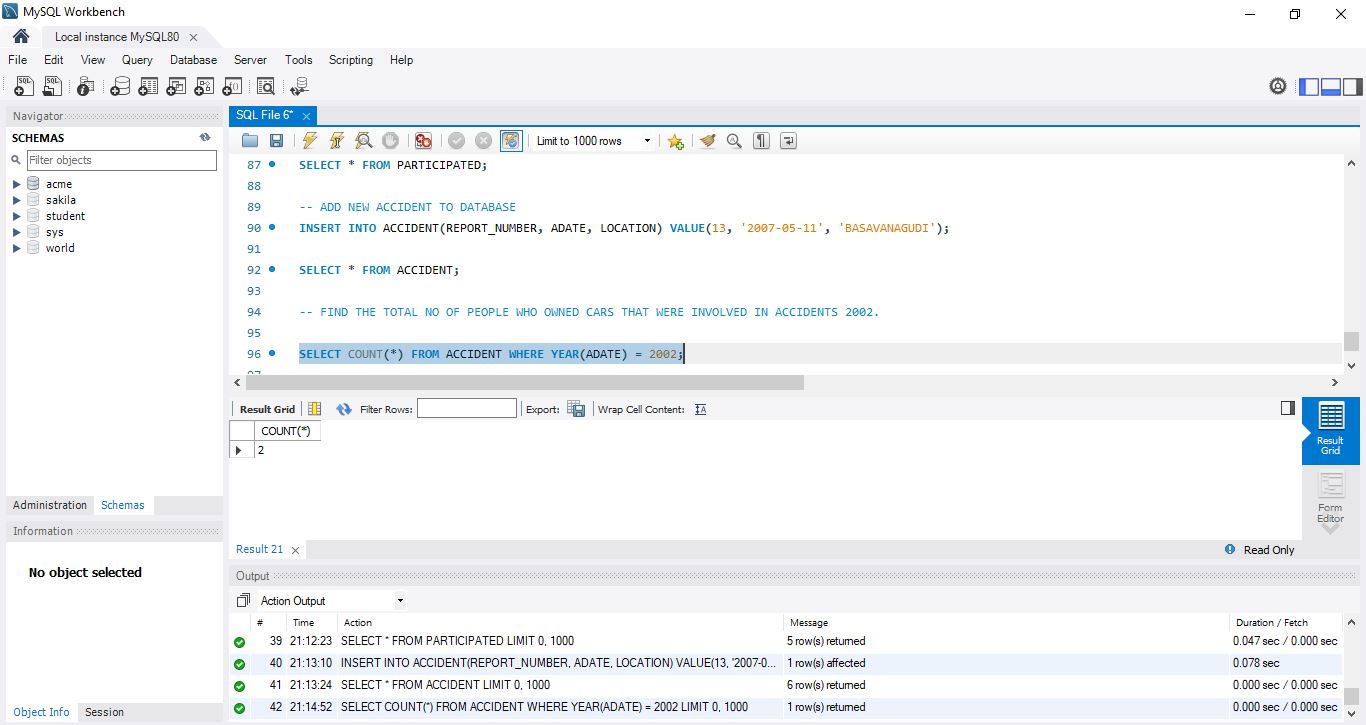 MySQL Workbench
Local instance MySQL80
File Edit View Query Database Server Tools Scripting Help
Navigator
SCHEMAS
Filter objects
acme
sakila
student
sys
world
Administration Schemas
Information
No object selected
Object Info Session
SQL File 6*
Limit to 1000 rows
87 SELECT * FROM PARTICIPATED;
88
89 -- ADD NEW ACCIDENT TO DATABASE
90 INSERT INTO ACCIDENT(REPORT_NUMBER, ADATE, LOCATION) VALUE(13, '2007-05-11', 'BASAVANAGUDI');
91
92 SELECT * FROM ACCIDENT;
93
94 -- FIND THE TOTAL NO OF PEOPLE WHO OWNED CARS THAT WERE INVOLVED IN ACCIDENTS 2002.
95
96 SELECT COUNT(*) FROM ACCIDENT WHERE YEAR(ADATE) = 2002;
97
Result Grid Filter Rows: Export: Wrap Cell Content:
COUNT(*)
2
Result Grid
Form Editor
Result 21
Read Only
Output
Action Output
# Time Action Message Duration / Fetch
39 21:12:23 SELECT * FROM PARTICIPATED LIMIT 0, 1000 5 row(s) returned 0.047 sec / 0.000 sec
40 21:13:10 INSERT INTO ACCIDENT(REPORT_NUMBER, ADATE, LOCATION) VALUE(13, '2007-0... 1 row(s) affected 0.078 sec
41 21:13:24 SELECT * FROM ACCIDENT LIMIT 0, 1000 6 row(s) returned 0.000 sec / 0.000 sec
42 21:14:52 SELECT COUNT(*) FROM ACCIDENT WHERE YEAR(ADATE) = 2002 LIMIT 0, 1000 1 row(s) returned 0.000 sec / 0.000 sec